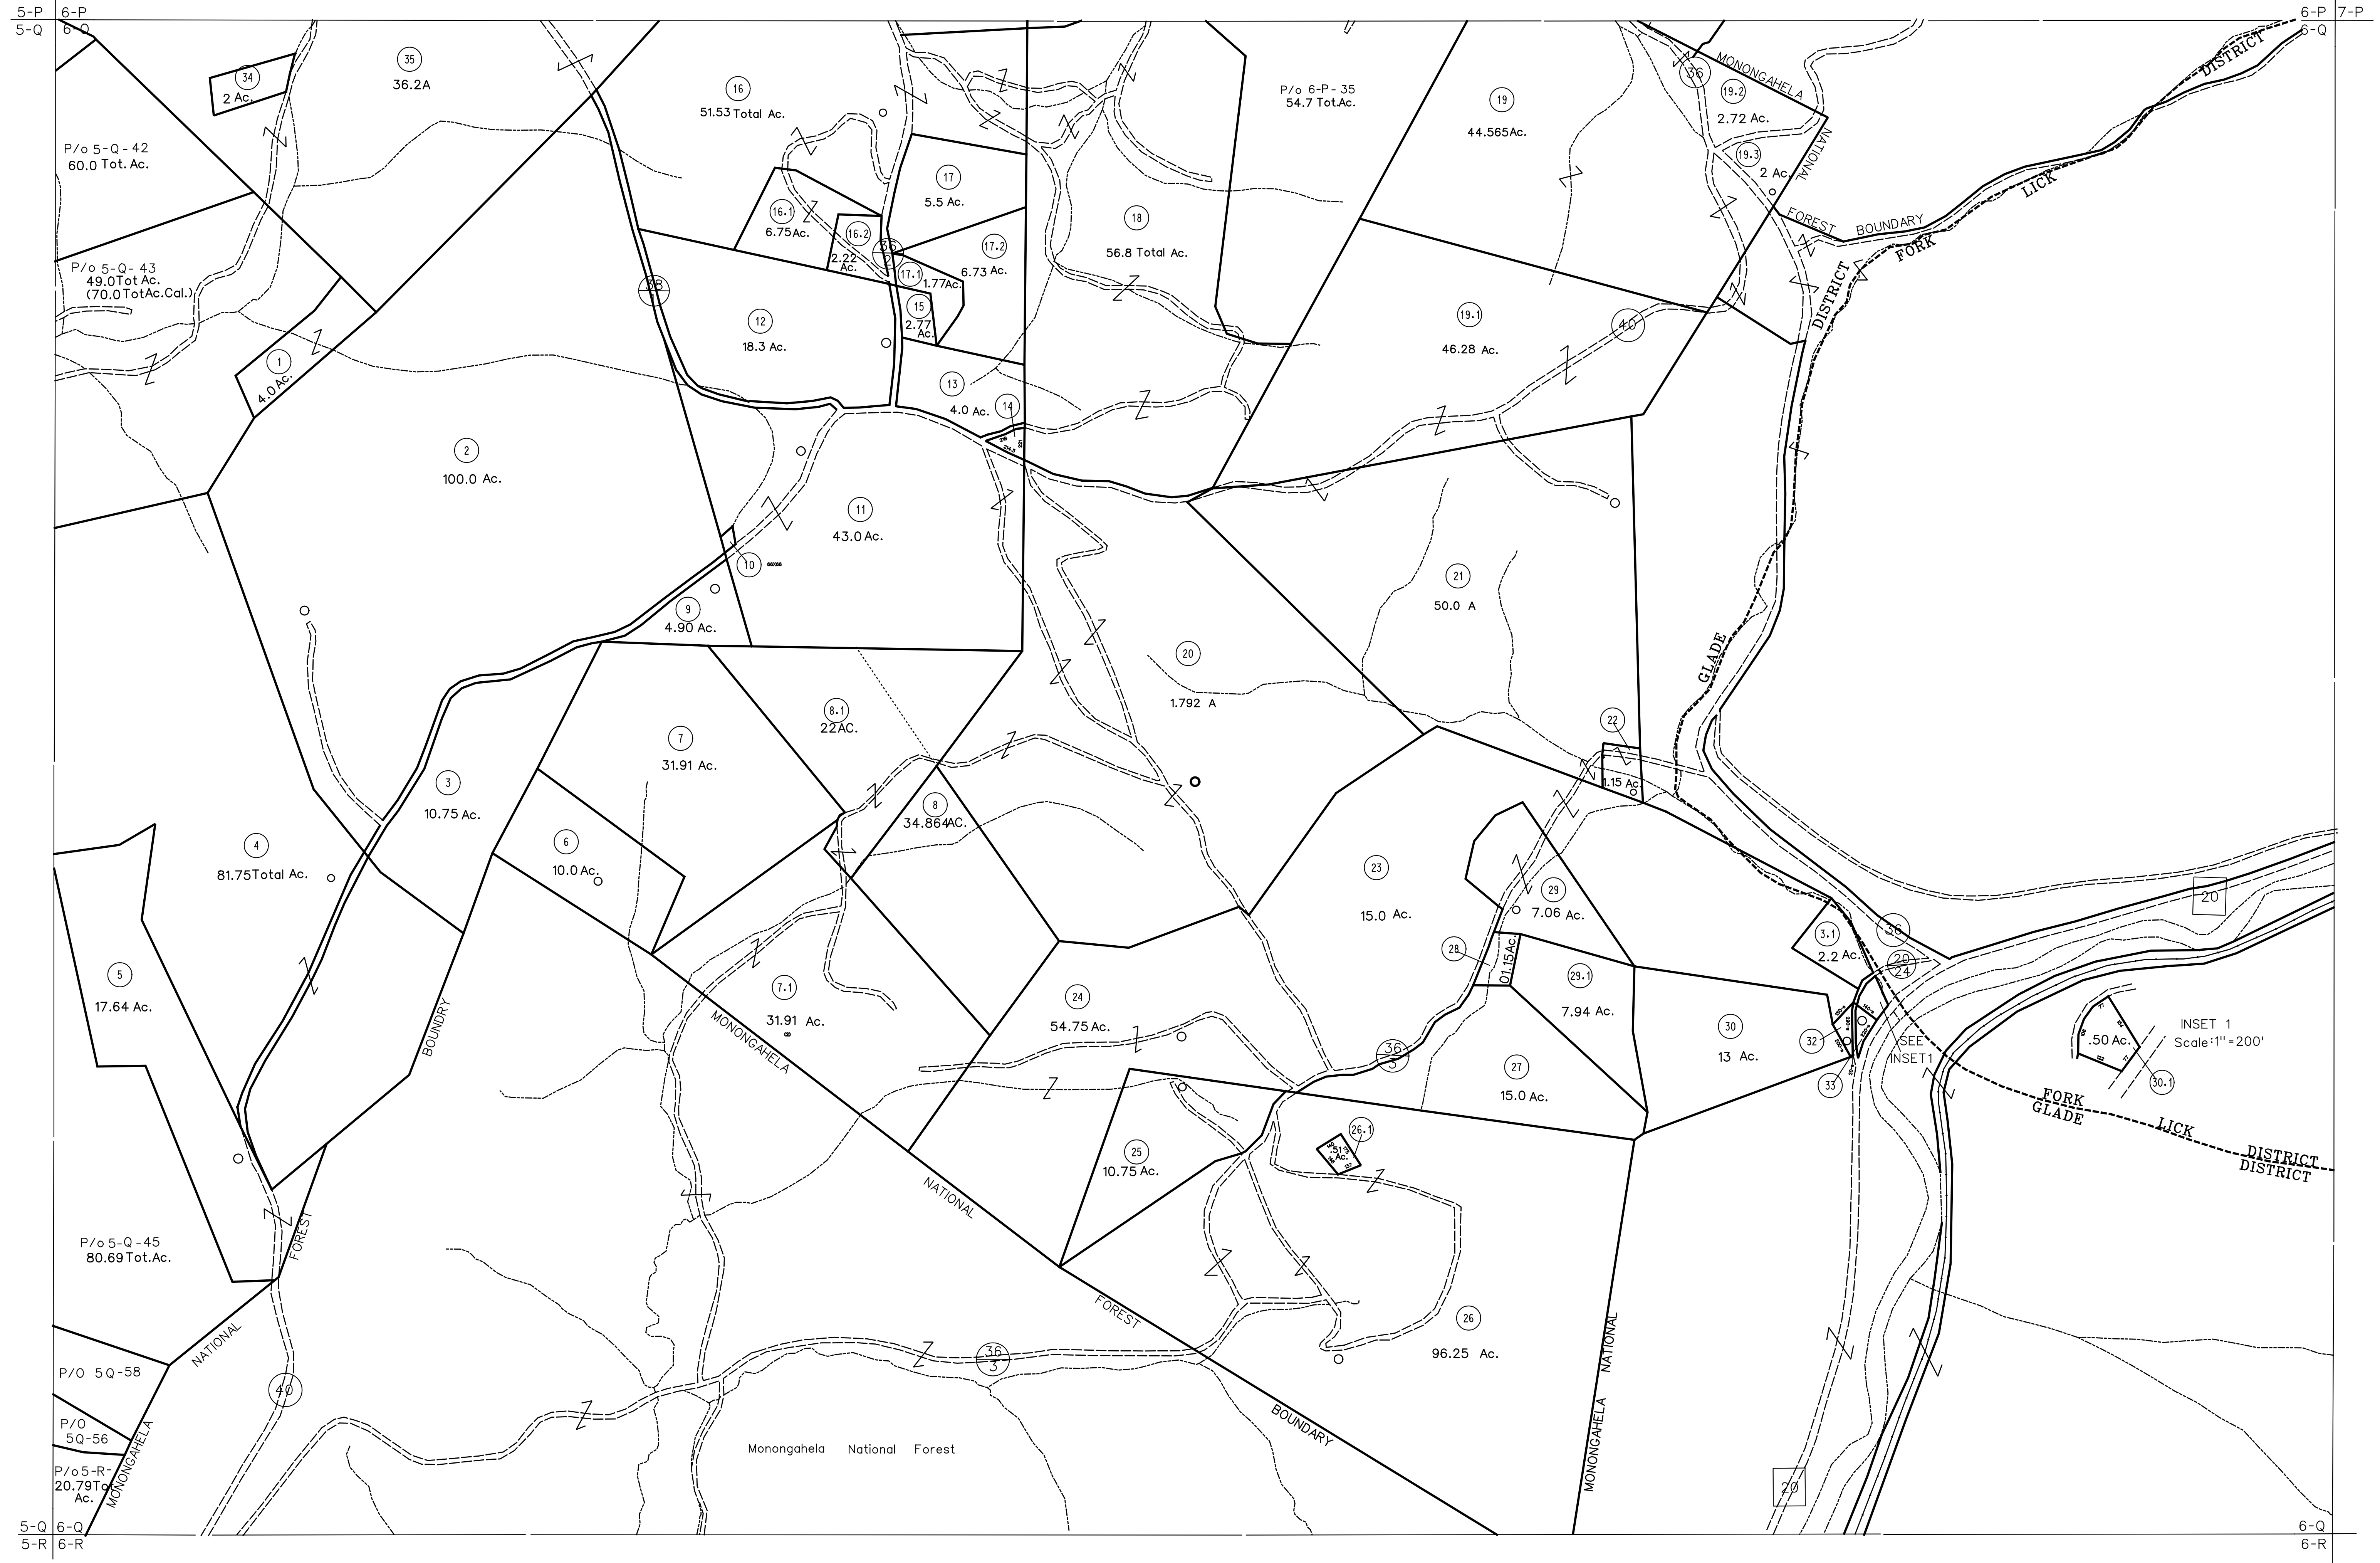 5-P 6-P
5-Q 6-Q
6-P 7-P
6-Q
34
2 Ac.
35
36.2A
P/o 5-Q-42
60.0 Tot. Ac.
P/o 5-Q-43
49.0 Tot Ac.
(70.0 Tot Ac. Cal.)
1
4.0 Ac.
2
100.0 Ac.
38
16
51.53 Total Ac.
16.1
6.75 Ac.
16.2
2.22
Ac.
36
2
17
5.5 Ac.
17.2
6.73 Ac.
17.1
1.77 Ac.
15
2.77
Ac.
12
18.3 Ac.
13
4.0 Ac.
14
18
56.8 Total Ac.
P/o 6-P-35
54.7 Tot.Ac.
19
44.565 Ac.
36
MONONGAHELA
NATIONAL
FOREST BOUNDARY
19.2
2.72 Ac.
19.3
2 Ac.
19.1
46.28 Ac.
40
DISTRICT
LICK
FORK
DISTRICT
GLADE
11
43.0 Ac.
10
66X66
9
4.90 Ac.
20
1.792 A
21
50.0 A
22
1.15 Ac.
3
10.75 Ac.
4
81.75 Total Ac.
5
17.64 Ac.
6
10.0 Ac.
7
31.91 Ac.
8.1
22 AC.
8
34.864 AC.
7.1
31.91 Ac.
23
15.0 Ac.
24
54.75 Ac.
25
10.75 Ac.
28
01.15 Ac.
29
7.06 Ac.
29.1
7.94 Ac.
27
15.0 Ac.
30
13 Ac.
3.1
2.2 Ac.
36
20
24
20
32
33
SEE
INSET 1
.50 Ac.
30.1
INSET 1
Scale: 1"=200'
FORK
GLADE
LICK
DISTRICT
DISTRICT
36
3
26.1
.51
Ac.
26
96.25 Ac.
BOUNDRY
FOREST
NATIONAL
MONONGAHELA
P/o 5-Q-45
80.69 Tot.Ac.
P/O 5Q-58
P/O
5Q-56
P/o 5-R-
20.79 Tot
Ac.
40
MONONGAHELA
NATIONAL
FOREST
BOUNDARY
36
3
Monongahela National Forest
MONONGAHELA NATIONAL
20
5-Q 6-Q
5-R 6-R
6-Q
6-R